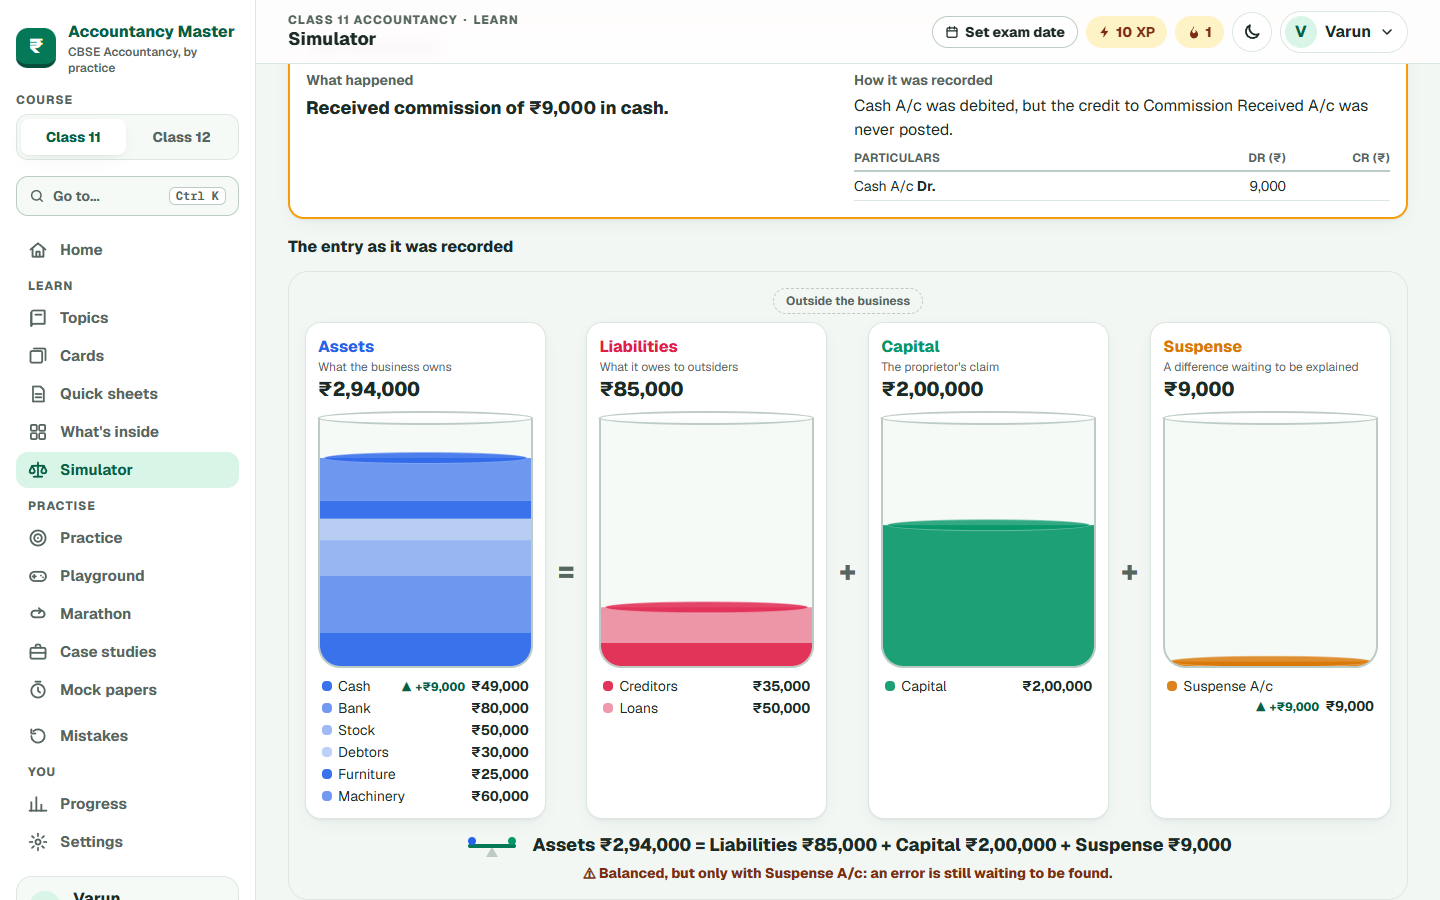 Accountancy Master
CBSE Accountancy, by
practice
COURSE
Class 11
Class 12
Go to...
Ctrl K
Home
LEARN
Topics
Cards
Quick sheets
What's inside
Simulator
PRACTISE
Practice
Playground
Marathon
Case studies
Mock papers
Mistakes
YOU
Progress
Settings
Varun
CLASS 11 ACCOUNTANCY · LEARN
Simulator
Set exam date
10 XP
1
V Varun
What happened
Received commission of ₹9,000 in cash.
How it was recorded
Cash A/c was debited, but the credit to Commission Received A/c was
never posted.
PARTICULARS DR (₹) CR (₹)
Cash A/c Dr. 9,000
The entry as it was recorded
Outside the business
Assets
What the business owns
₹2,94,000
Cash ▲ +₹9,000 ₹49,000
Bank ₹80,000
Stock ₹50,000
Debtors ₹30,000
Furniture ₹25,000
Machinery ₹60,000
=
Liabilities
What it owes to outsiders
₹85,000
Creditors ₹35,000
Loans ₹50,000
+
Capital
The proprietor's claim
₹2,00,000
Capital ₹2,00,000
+
Suspense
A difference waiting to be explained
₹9,000
Suspense A/c
▲ +₹9,000 ₹9,000
Assets ₹2,94,000 = Liabilities ₹85,000 + Capital ₹2,00,000 + Suspense ₹9,000
⚠ Balanced, but only with Suspense A/c: an error is still waiting to be found.